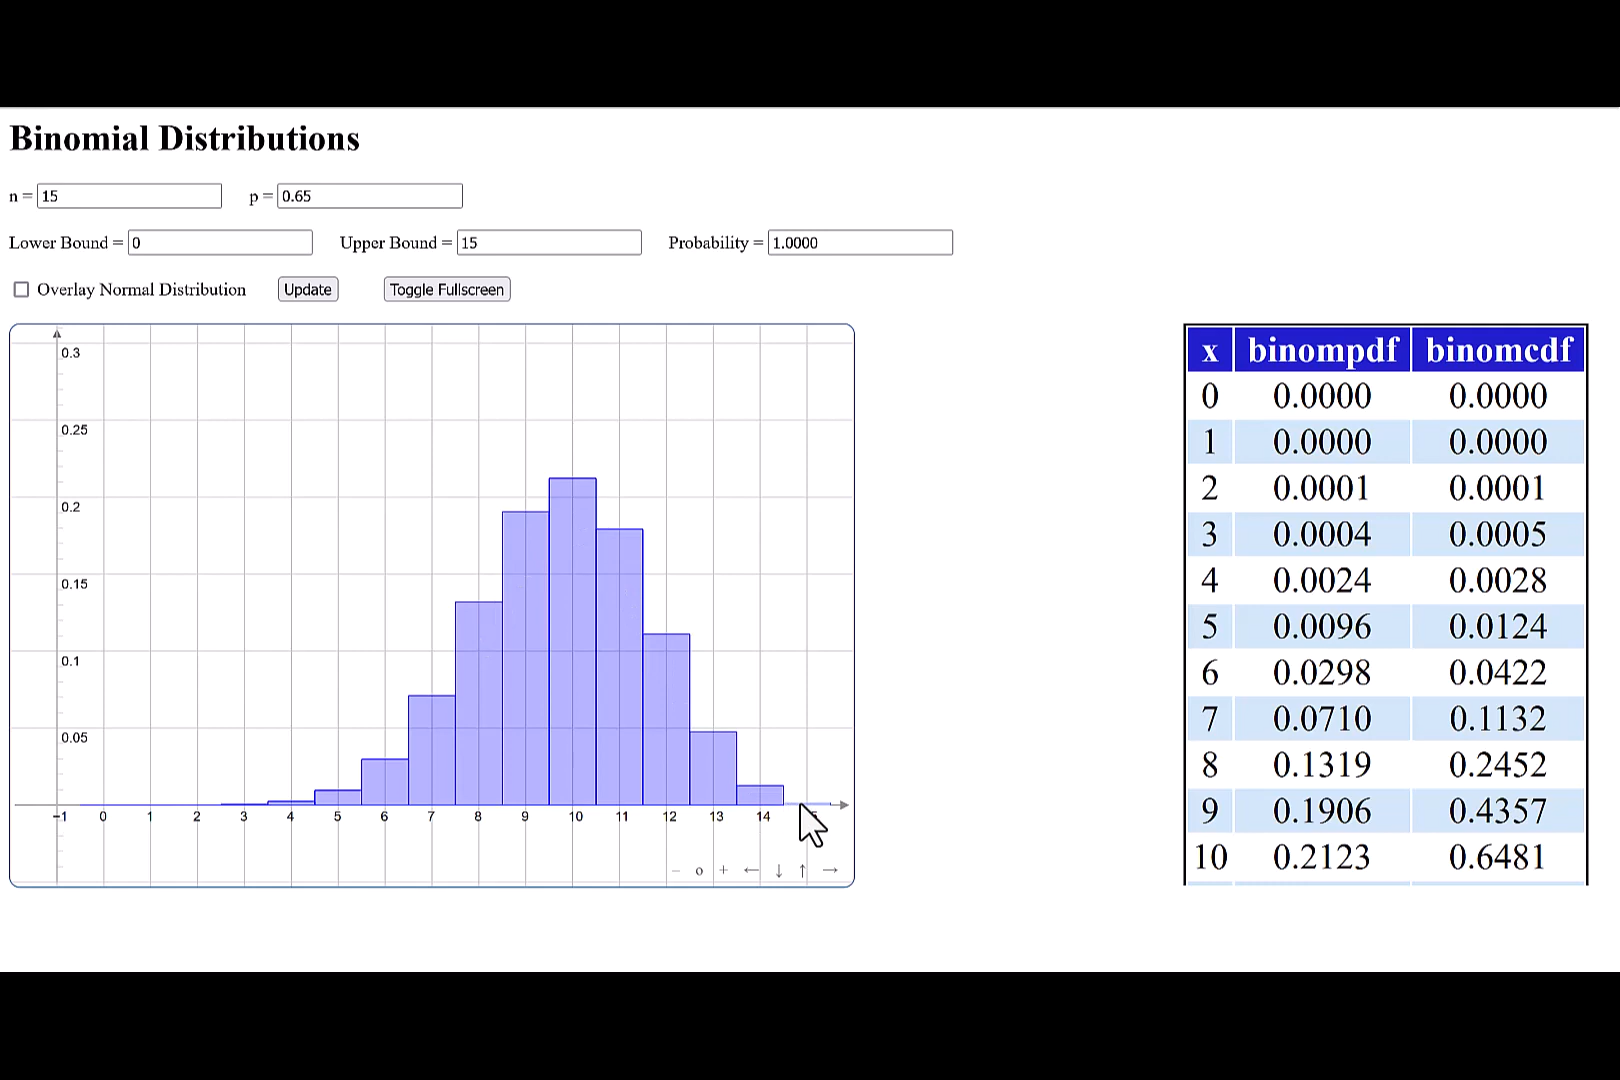 Binomial Distributions
n = 15 p = 0.65
Lower Bound = 0 Upper Bound = 15 Probability = 1.0000
Overlay Normal Distribution Update Toggle Fullscreen
0.3
0.25
0.2
0.15
0.1
0.05
−1 0 1 2 3 4 5 6 7 8 9 10 11 12 13 14
− o + ← ↓ ↑ →
x binompdf binomcdf
0 0.0000 0.0000
1 0.0000 0.0000
2 0.0001 0.0001
3 0.0004 0.0005
4 0.0024 0.0028
5 0.0096 0.0124
6 0.0298 0.0422
7 0.0710 0.1132
8 0.1319 0.2452
9 0.1906 0.4357
10 0.2123 0.6481